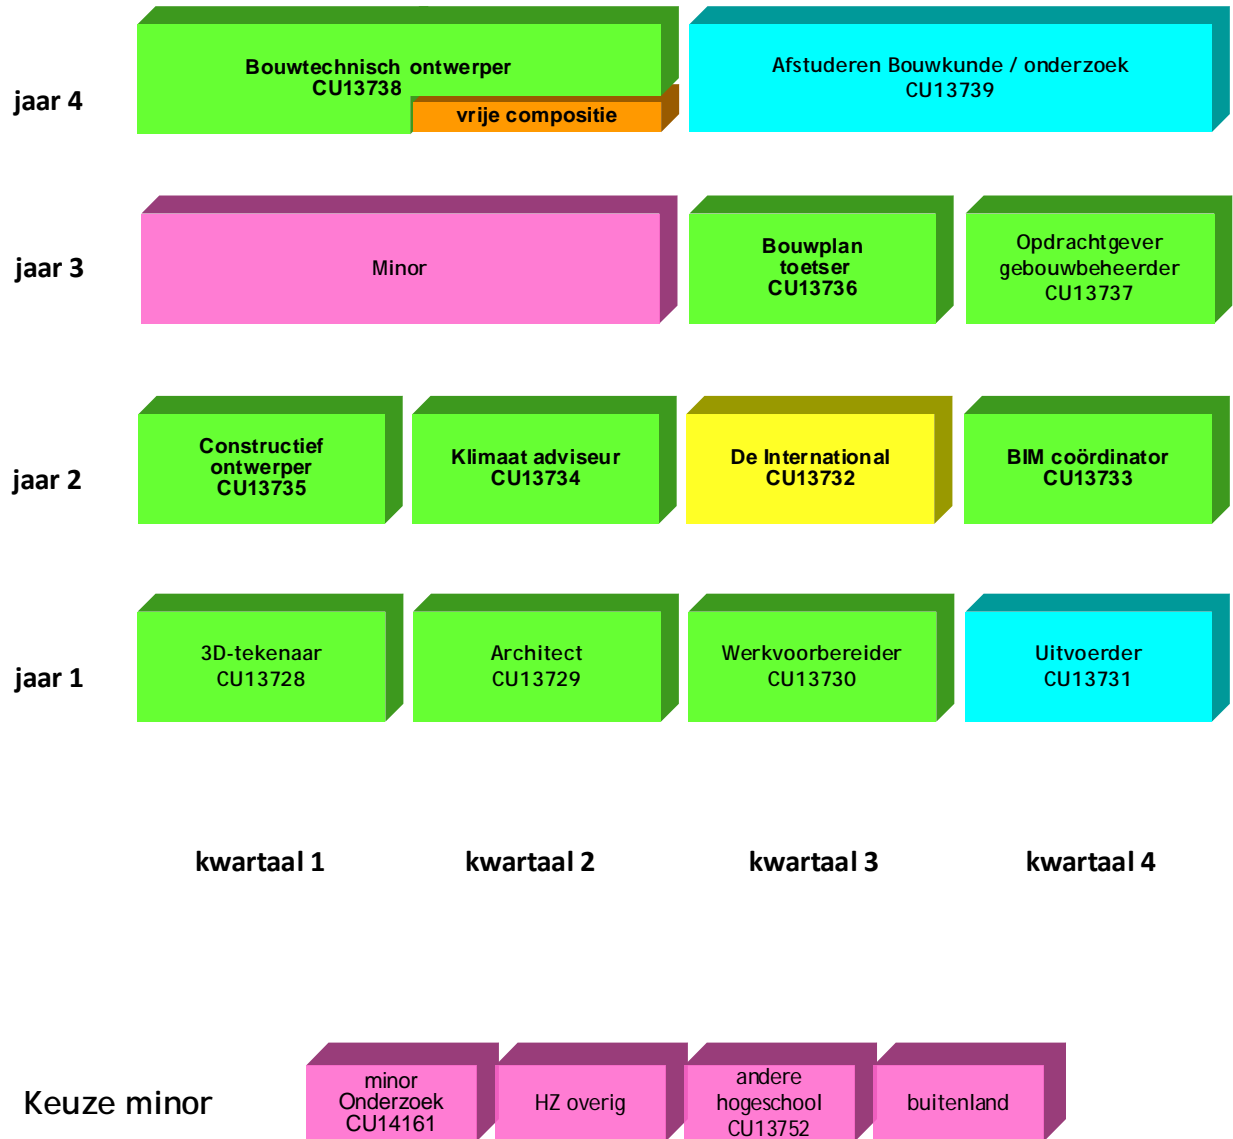 jaar 4
Bouwtechnisch ontwerper
CU13738
vrije compositie
Afstuderen Bouwkunde / onderzoek
CU13739
jaar 3
Minor
Bouwplan
toetser
CU13736
Opdrachtgever
gebouwbeheerder
CU13737
jaar 2
Constructief
ontwerper
CU13735
Klimaat adviseur
CU13734
De International
CU13732
BIM coördinator
CU13733
jaar 1
3D-tekenaar
CU13728
Architect
CU13729
Werkvoorbereider
CU13730
Uitvoerder
CU13731
kwartaal 1
kwartaal 2
kwartaal 3
kwartaal 4
Keuze minor
minor
Onderzoek
CU14161
HZ overig
andere
hogeschool
CU13752
buitenland